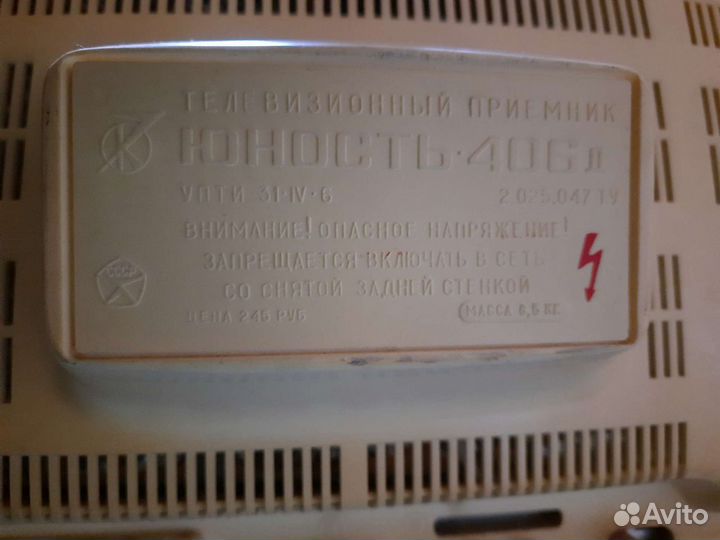 ТЕЛЕВИЗИОННЫЙ ПРИЕМНИК
ЮНОСТЬ·406Д
УПТИ 31·IV·6 2.025.047 ТУ
ВНИМАНИЕ! ОПАСНОЕ НАПРЯЖЕНИЕ!
ЗАПРЕЩАЕТСЯ ВКЛЮЧАТЬ В СЕТЬ
СО СНЯТОЙ ЗАДНЕЙ СТЕНКОЙ
СССР
ЦЕНА 245 РУБ МАССА 6,5 КГ
Avito